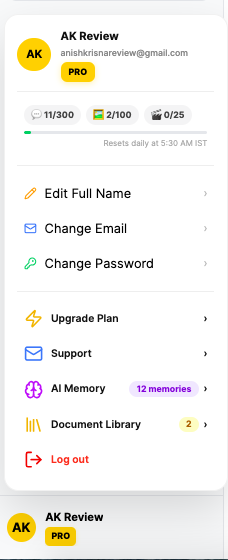 AK
AK Review
anishkrisnareview@gmail.com
PRO
11/300
2/100
0/25
Resets daily at 5:30 AM IST
Edit Full Name
Change Email
Change Password
Upgrade Plan
Support
AI Memory 12 memories
Document Library 2
Log out
AK
AK Review
PRO